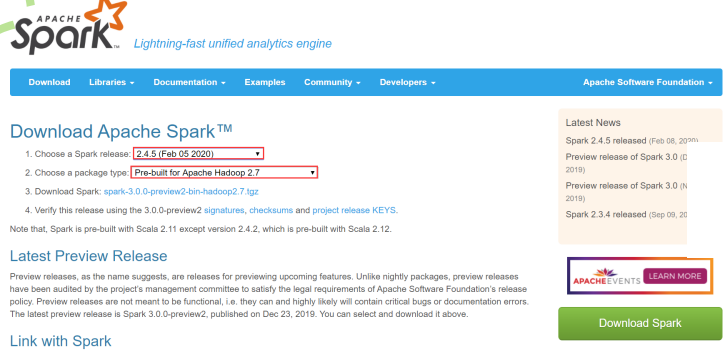 APACHE
Spark™
Lightning-fast unified analytics engine
Download Libraries Documentation Examples Community Developers Apache Software Foundation
Download Apache Spark™
1. Choose a Spark release: 2.4.5 (Feb 05 2020)
2. Choose a package type: Pre-built for Apache Hadoop 2.7
3. Download Spark: spark-3.0.0-preview2-bin-hadoop2.7.tgz
4. Verify this release using the 3.0.0-preview2 signatures, checksums and project release KEYS.
Note that, Spark is pre-built with Scala 2.11 except version 2.4.2, which is pre-built with Scala 2.12.
Latest Preview Release
Preview releases, as the name suggests, are releases for previewing upcoming features. Unlike nightly packages, preview releases
have been audited by the project's management committee to satisfy the legal requirements of Apache Software Foundation's release
policy. Preview releases are not meant to be functional, i.e. they can and highly likely will contain critical bugs or documentation errors.
The latest preview release is Spark 3.0.0-preview2, published on Dec 23, 2019. You can select and download it above.
Link with Spark
Latest News
Spark 2.4.5 released (Feb 08, 2020)
Preview release of Spark 3.0 (D
2019)
Preview release of Spark 3.0 (N
2019)
Spark 2.3.4 released (Sep 09, 20
APACHEEVENTS LEARN MORE
Download Spark